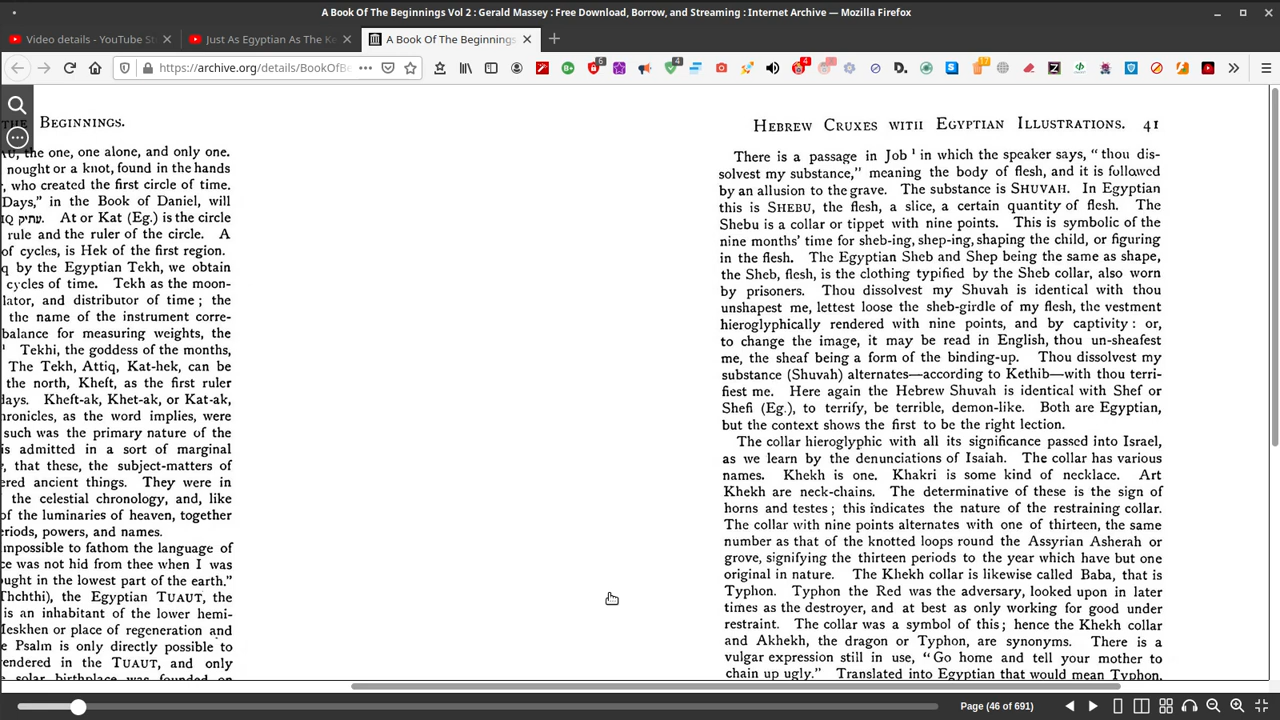 A Book Of The Beginnings Vol 2 : Gerald Massey : Free Download, Borrow, and Streaming : Internet Archive — Mozilla Firefox
Video details - YouTube St
Just As Egyptian As The Ke
A Book Of The Beginnings
https://archive.org/details/BookOfBe
BEGINNINGS.
the one, one alone, and only one.
nought or a knot, found in the hands
, who created the first circle of time.
Days," in the Book of Daniel, will
IQ עתיק. At or Kat (Eg.) is the circle
rule and the ruler of the circle. A
of cycles, is Hek of the first region.
q by the Egyptian Tekh, we obtain
cycles of time. Tekh as the moon-
lator, and distributor of time ; the
the name of the instrument corre-
balance for measuring weights, the
Tekhi, the goddess of the months,
The Tekh, Attiq, Kat-hek, can be
the north, Kheft, as the first ruler
days. Kheft-ak, Khet-ak, or Kat-ak,
hronicles, as the word implies, were
such was the primary nature of the
is admitted in a sort of marginal
, that these, the subject-matters of
ered ancient things. They were in
the celestial chronology, and, like
of the luminaries of heaven, together
eriods, powers, and names.
impossible to fathom the language of
ce was not hid from thee when I was
ought in the lowest part of the earth."
Thchthi), the Egyptian TUAUT, the
is an inhabitant of the lower hemi-
Meskhen or place of regeneration and
e Psalm is only directly possible to
rendered in the TUAUT, and only
solar birthplace was founded on
HEBREW CRUXES WITH EGYPTIAN ILLUSTRATIONS. 41
There is a passage in Job ¹ in which the speaker says, "thou dis-
solvest my substance," meaning the body of flesh, and it is followed
by an allusion to the grave. The substance is SHUVAH. In Egyptian
this is SHEBU, the flesh, a slice, a certain quantity of flesh. The
Shebu is a collar or tippet with nine points. This is symbolic of the
nine months' time for sheb-ing, shep-ing, shaping the child, or figuring
in the flesh. The Egyptian Sheb and Shep being the same as shape,
the Sheb, flesh, is the clothing typified by the Sheb collar, also worn
by prisoners. Thou dissolvest my Shuvah is identical with thou
unshapest me, lettest loose the sheb-girdle of my flesh, the vestment
hieroglyphically rendered with nine points, and by captivity : or,
to change the image, it may be read in English, thou un-sheafest
me, the sheaf being a form of the binding-up. Thou dissolvest my
substance (Shuvah) alternates—according to Kethib—with thou terri-
fiest me. Here again the Hebrew Shuvah is identical with Shef or
Shefi (Eg.), to terrify, be terrible, demon-like. Both are Egyptian,
but the context shows the first to be the right lection.
The collar hieroglyphic with all its significance passed into Israel,
as we learn by the denunciations of Isaiah. The collar has various
names. Khekh is one. Khakri is some kind of necklace. Art
Khekh are neck-chains. The determinative of these is the sign of
horns and testes ; this indicates the nature of the restraining collar.
The collar with nine points alternates with one of thirteen, the same
number as that of the knotted loops round the Assyrian Asherah or
grove, signifying the thirteen periods to the year which have but one
original in nature. The Khekh collar is likewise called Baba, that is
Typhon. Typhon the Red was the adversary, looked upon in later
times as the destroyer, and at best as only working for good under
restraint. The collar was a symbol of this ; hence the Khekh collar
and Akhekh, the dragon or Typhon, are synonyms. There is a
vulgar expression still in use, "Go home and tell your mother to
chain up ugly." Translated into Egyptian that would mean Typhon,
Page (46 of 691)